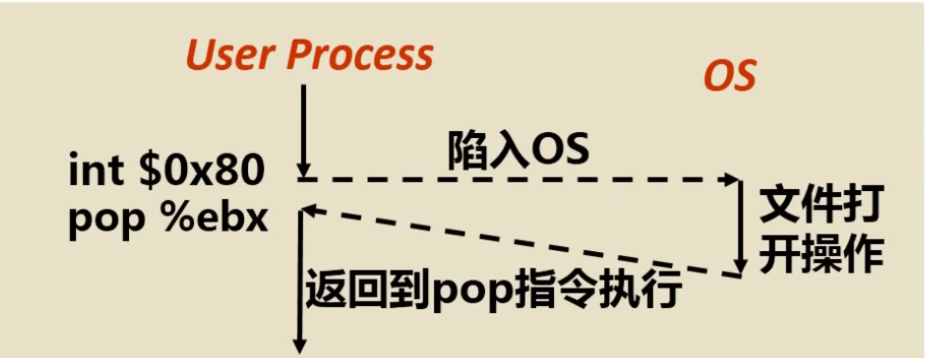 User Process
OS
陷入OS
int $0x80
pop %ebx
文件打
开操作
返回到pop指令执行